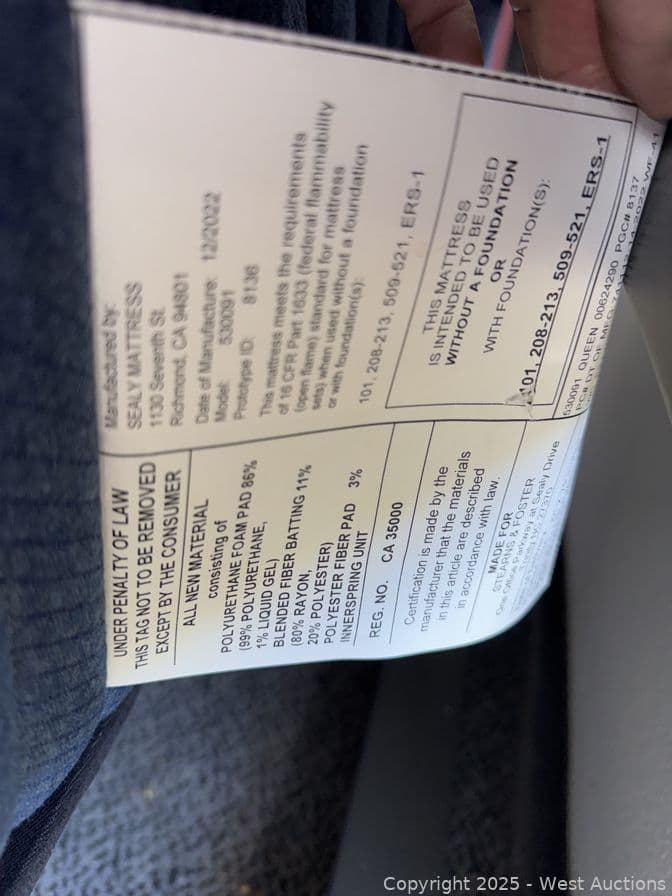 UNDER PENALTY OF LAW
THIS TAG NOT TO BE REMOVED
EXCEPT BY THE CONSUMER
ALL NEW MATERIAL
consisting of
POLYURETHANE FOAM PAD 86%
(99% POLYURETHANE,
1% LIQUID GEL)
BLENDED FIBER BATTING 11%
(80% RAYON,
20% POLYESTER)
POLYESTER FIBER PAD 3%
INNERSPRING UNIT
REG. NO. CA 35000
Certification is made by the
manufacturer that the materials
in this article are described
in accordance with law.
MADE FOR
STEARNS & FOSTER
One Office Parkway at Sealy Drive
Manufactured by:
SEALY MATTRESS
1130 Seventh St.
Richmond, CA 94801
Date of Manufacture: 12/2022
Model: 530091
Prototype ID: 8136
This mattress meets the requirements
of 16 CFR Part 1633 (federal flammability
(open flame) standard for mattress
sets) when used without a foundation
or with foundation(s):
101, 208-213, 509-521, ERS-1
THIS MATTRESS
IS INTENDED TO BE USED
WITHOUT A FOUNDATION
OR
WITH FOUNDATION(S):
101, 208-213, 509-521, ERS-1
530091 QUEEN 00624290 PGC# 8137
Copyright 2025 - West Auctions